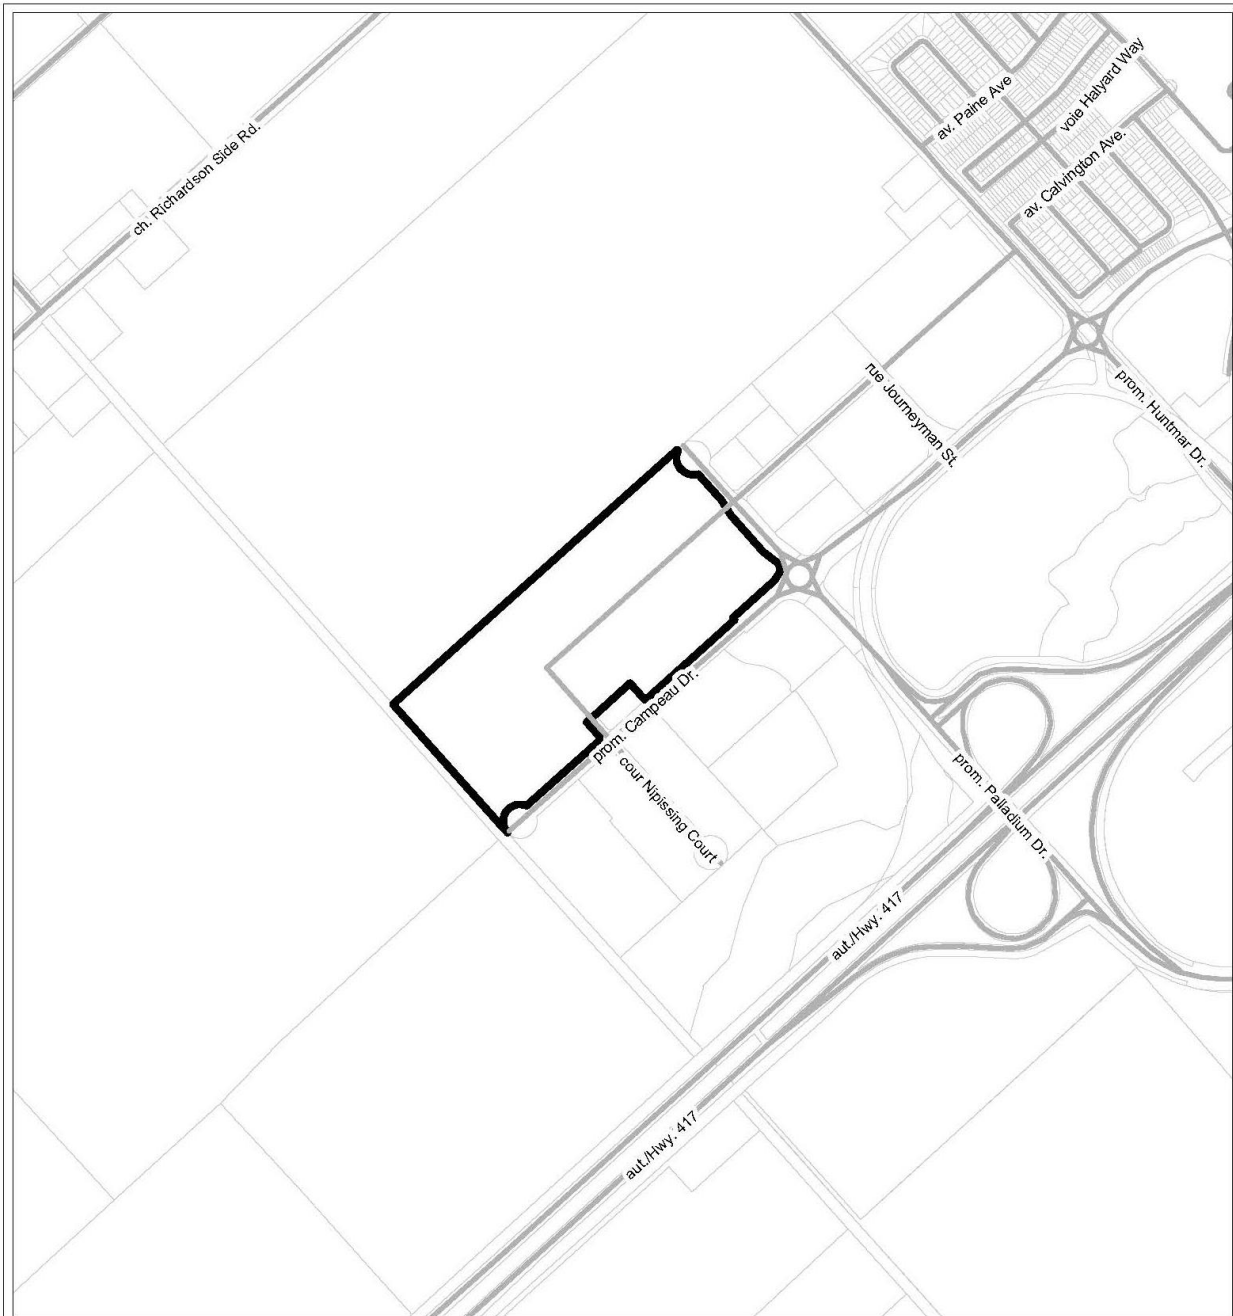 voie Halyard Way
av. Paine Ave
av. Calvington Ave.
ch. Richardson Side Rd.
rue Journeyman St.
prom. Huntmar Dr.
prom. Campeau Dr.
cour Nipissing Court
prom. Palladium Dr.
aut./Hwy. 417
aut./Hwy. 417